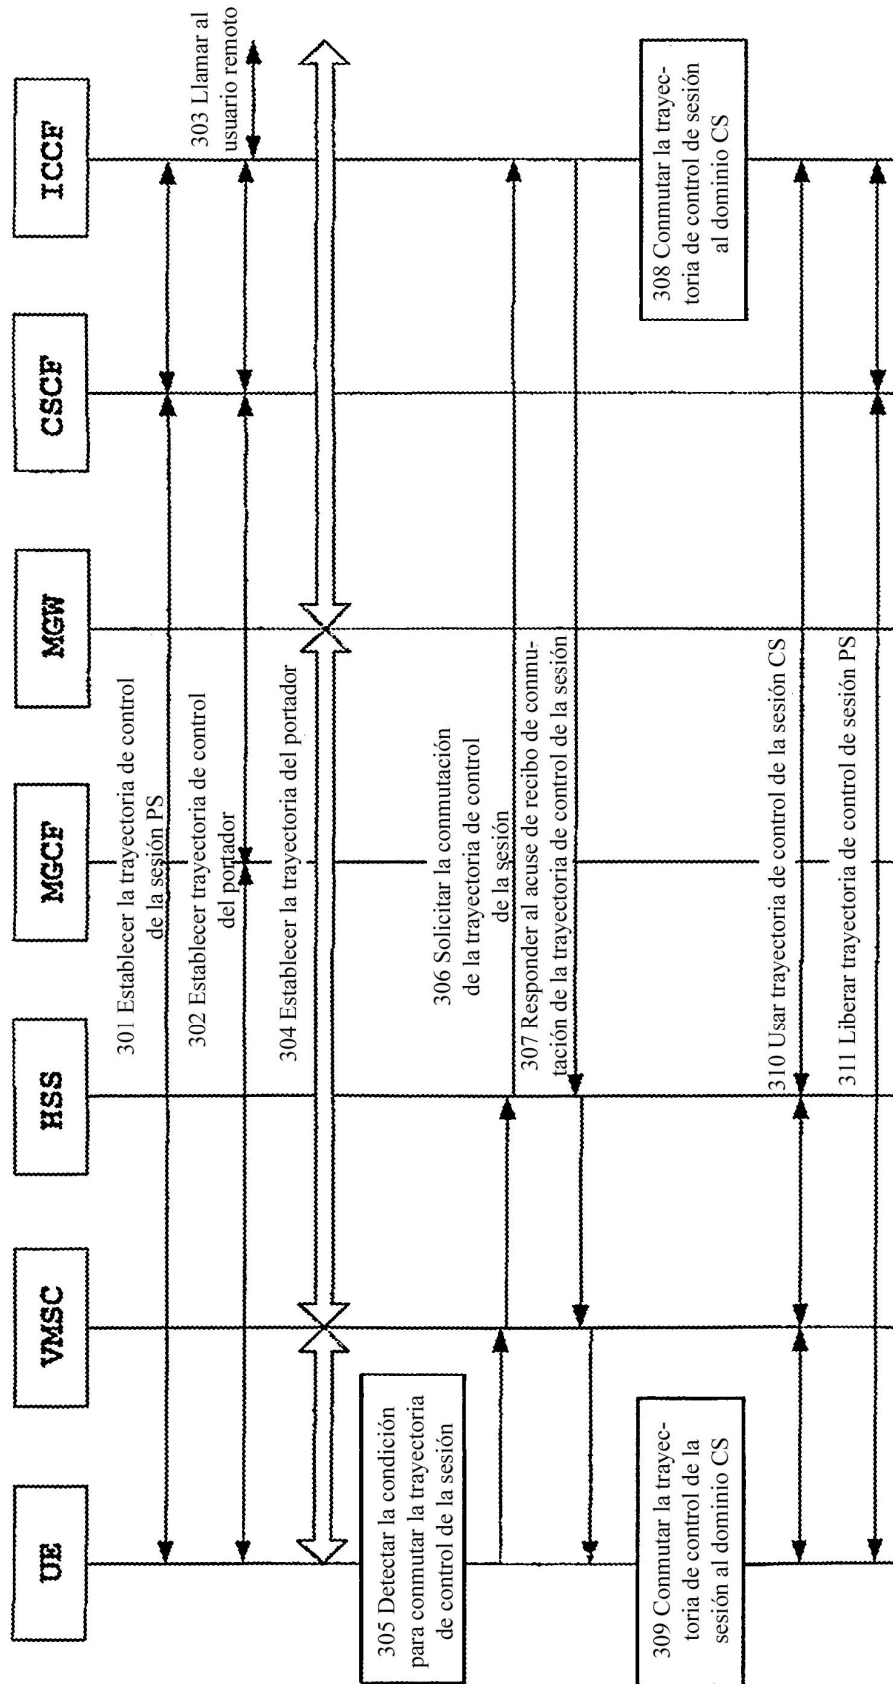 UE
VMSC
HSS
MGCF
MGW
CSCF
ICCF
301 Establecer la trayectoria de control
de la sesión PS
302 Establecer trayectoria de control
del portador
303 Llamar al
usuario remoto
304 Establecer la trayectoria del portador
305 Detectar la condición
para conmutar la trayectoria
de control de la sesión
306 Solicitar la conmutación
de la trayectoria de control
de la sesión
307 Responder al acuse de recibo de conmu-
tación de la trayectoria de control de la sesión
308 Conmutar la trayec-
toria de control de sesión
al dominio CS
309 Conmutar la trayec-
toria de control de la
sesión al dominio CS
310 Usar trayectoria de control de la sesión CS
311 Liberar trayectoria de control de sesión PS